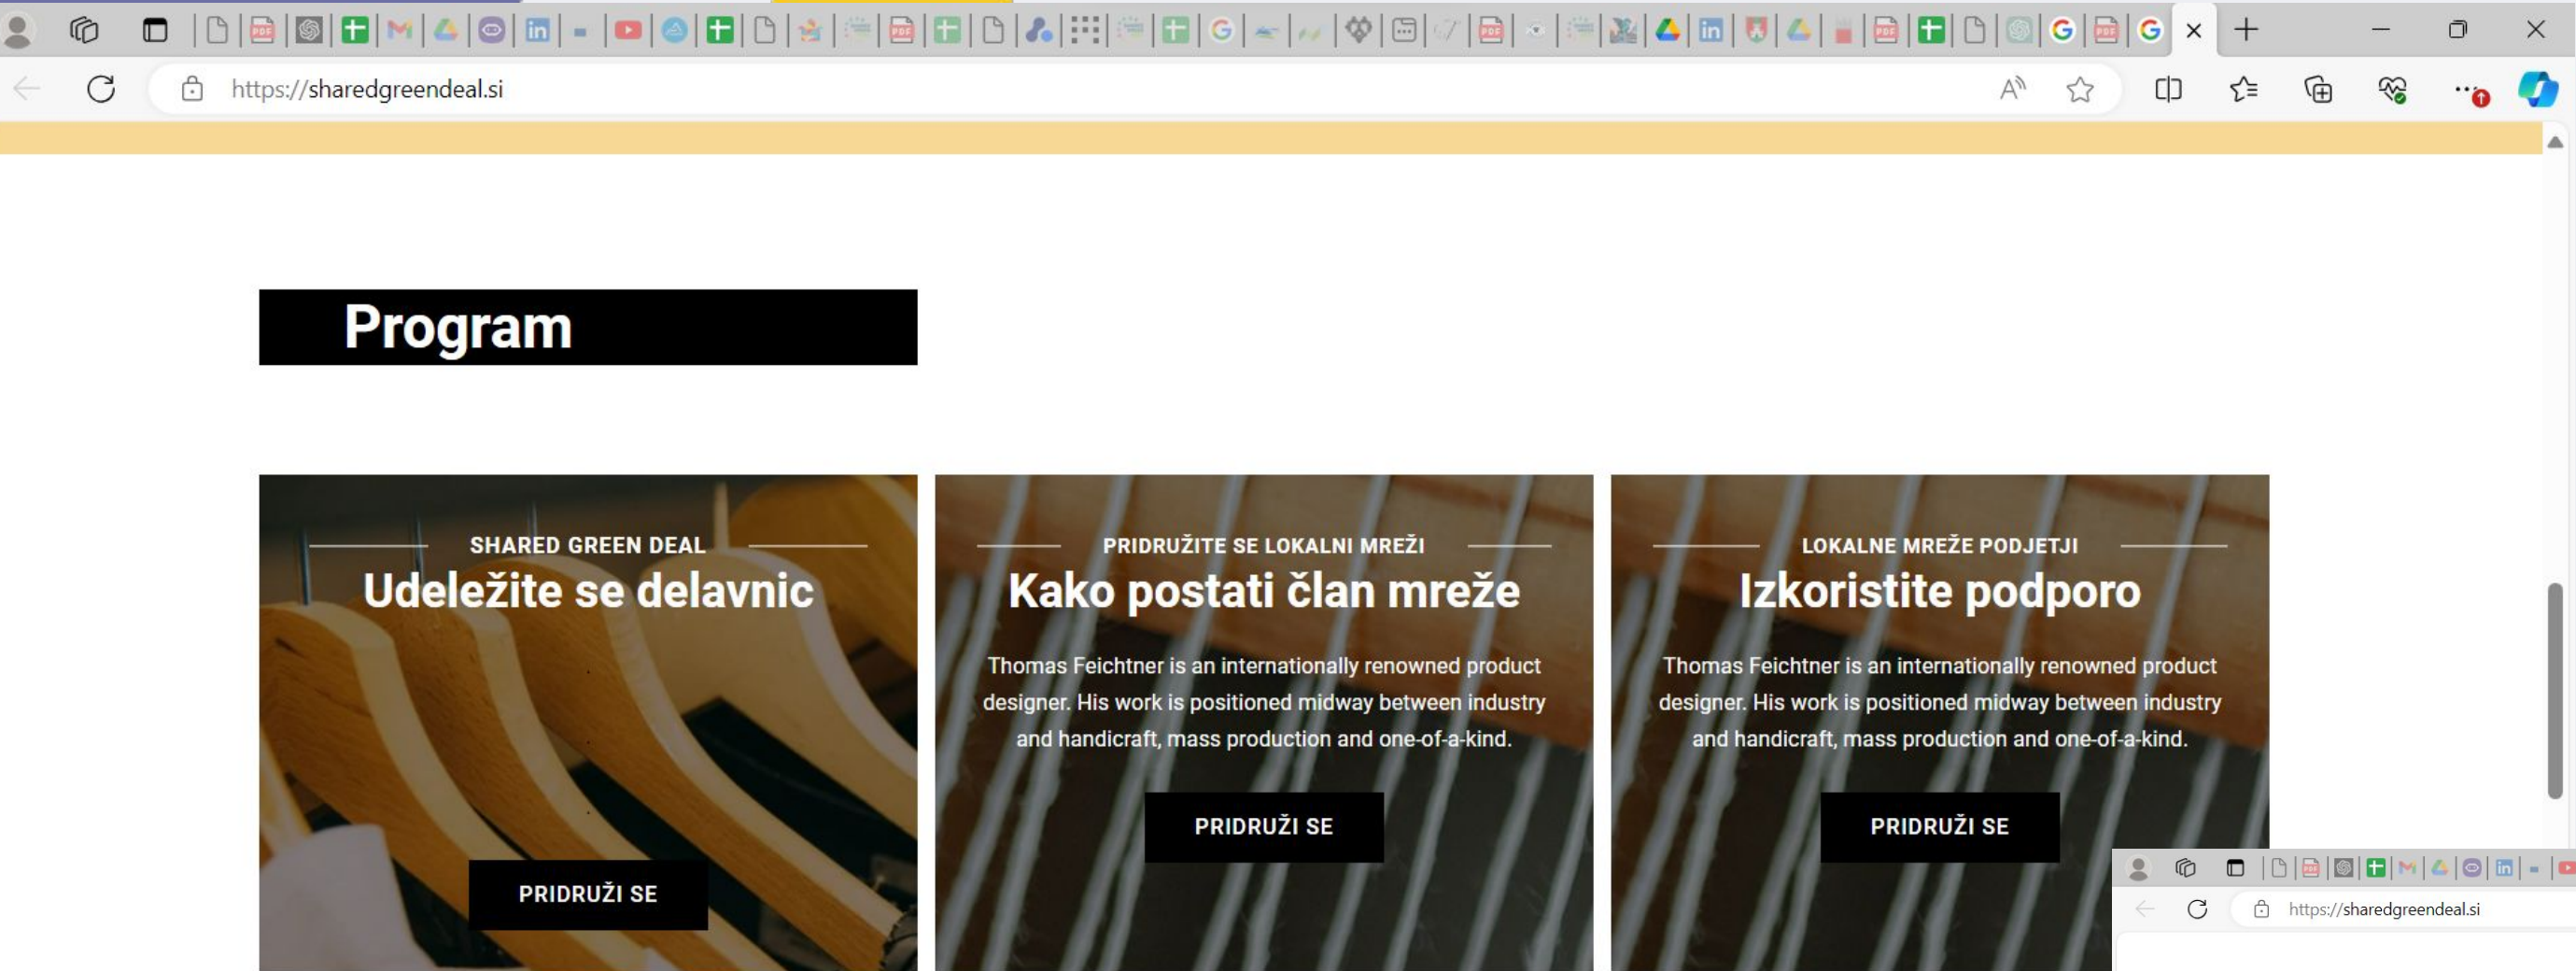 https://sharedgreendeal.si
Program
SHARED GREEN DEAL
Udeležite se delavnic
PRIDRUŽI SE
PRIDRUŽITE SE LOKALNI MREŽI
Kako postati član mreže
Thomas Feichtner is an internationally renowned product
designer. His work is positioned midway between industry
and handicraft, mass production and one-of-a-kind.
PRIDRUŽI SE
LOKALNE MREŽE PODJETJI
Izkoristite podporo
Thomas Feichtner is an internationally renowned product
designer. His work is positioned midway between industry
and handicraft, mass production and one-of-a-kind.
PRIDRUŽI SE
https://sharedgreendeal.si